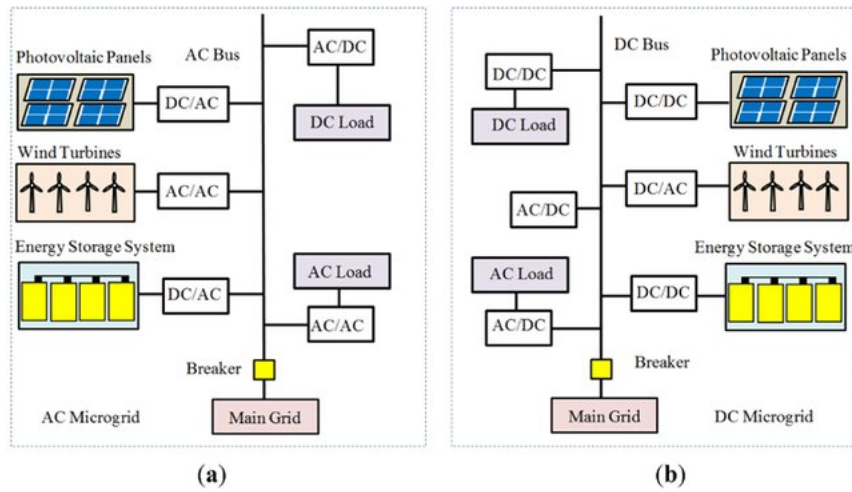 Photovoltaic Panels
AC Bus
AC/DC
DC/AC
DC Load
Wind Turbines
AC/AC
Energy Storage System
AC Load
DC/AC
AC/AC
Breaker
AC Microgrid
Main Grid
(a)
DC Bus
Photovoltaic Panels
DC/DC
DC/DC
DC Load
Wind Turbines
DC/AC
AC/DC
Energy Storage System
AC Load
DC/DC
AC/DC
Breaker
Main Grid
DC Microgrid
(b)